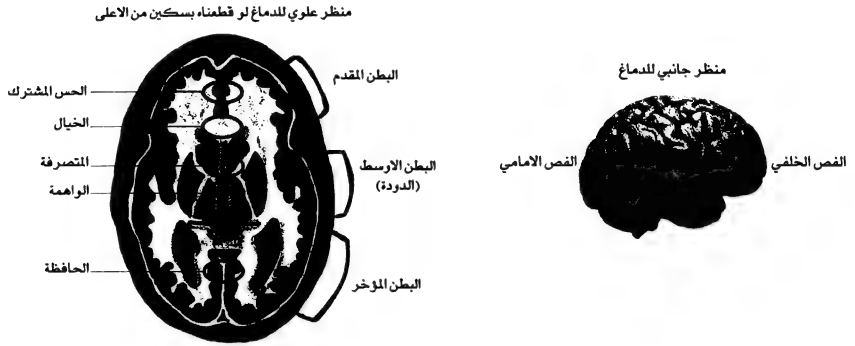 منظر علوي للدماغ لو قطعناه بسكين من الاعلى
البطن المقدم
الحس المشترك
الخيال
المتصرفة
الواهمة
البطن الاوسط
(الدودة)
الحافظة
البطن المؤخر
منظر جانبي للدماغ
الفص الخلفي
الفص الامامي